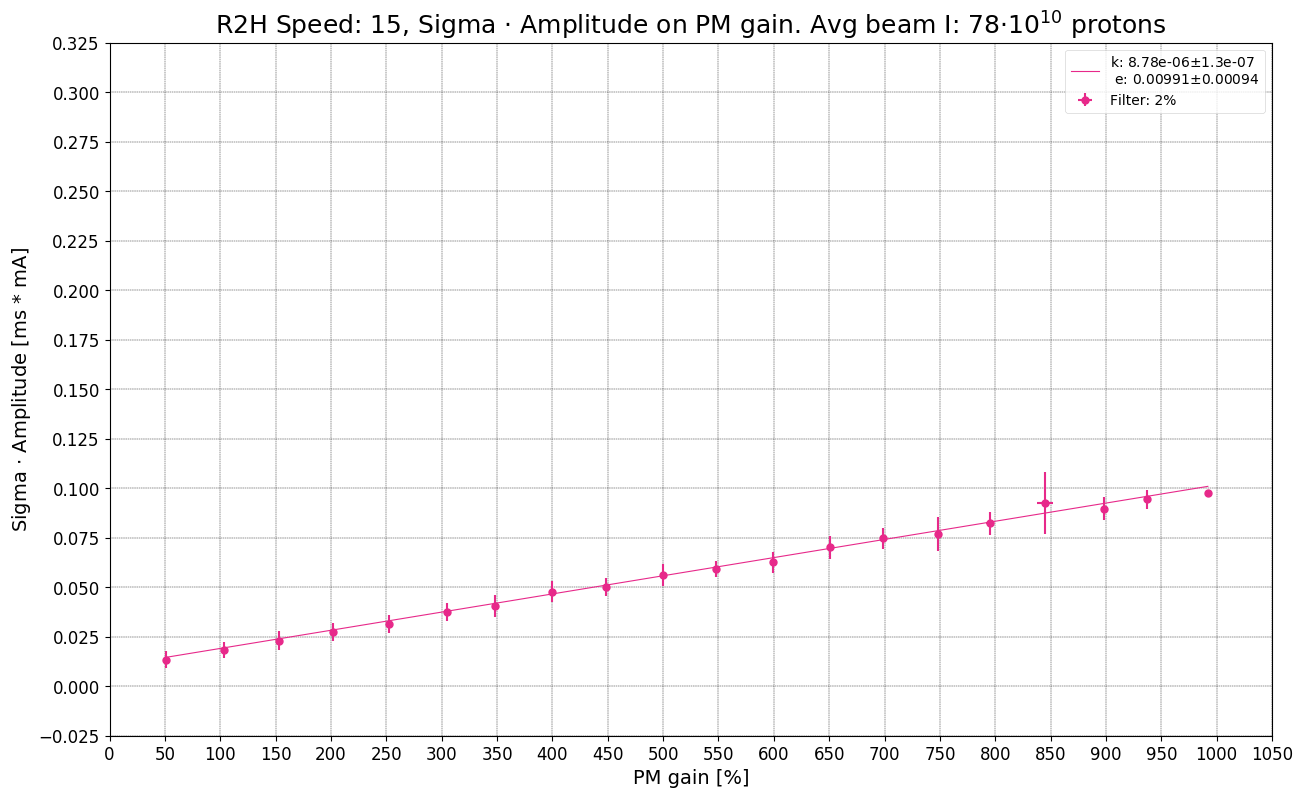 R2H Speed: 15, Sigma · Amplitude on PM gain. Avg beam I: 78·10¹⁰ protons
k: 8.78e-06±1.3e-07
e: 0.00991±0.00094
Filter: 2%
Sigma · Amplitude [ms * mA]
0.325
0.300
0.275
0.250
0.225
0.200
0.175
0.150
0.125
0.100
0.075
0.050
0.025
0.000
−0.025
0 50 100 150 200 250 300 350 400 450 500 550 600 650 700 750 800 850 900 950 1000 1050
PM gain [%]